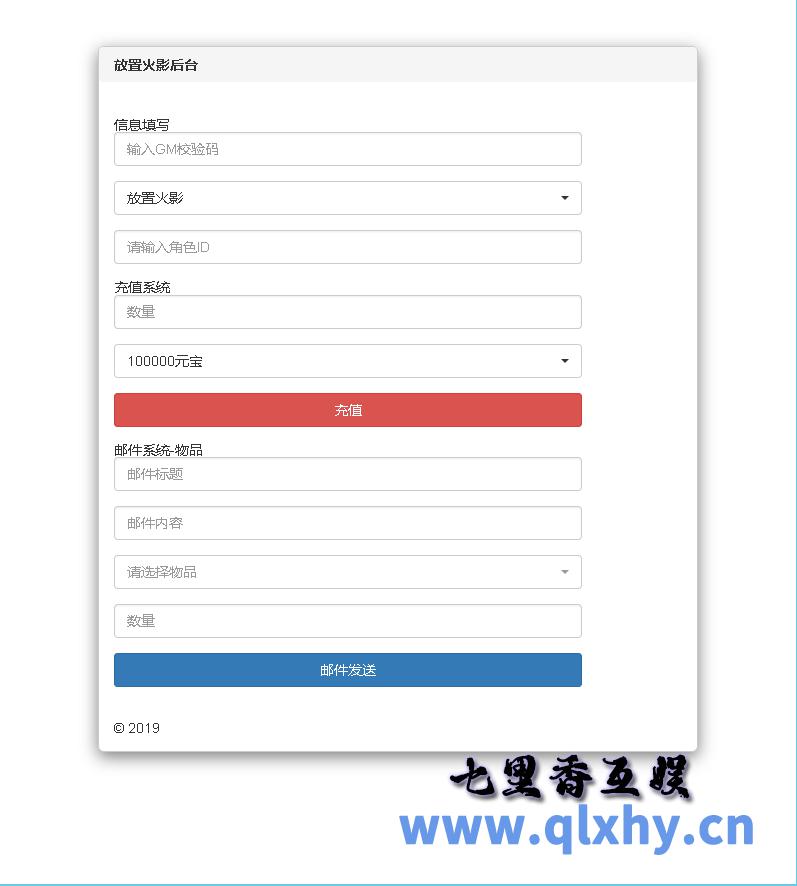 放置火影后台
信息填写
输入GM校验码
放置火影
请输入角色ID
充值系统
数量
100000元宝
充值
邮件系统-物品
邮件标题
邮件内容
请选择物品
数量
邮件发送
© 2019
七里香互娱
www.qlxhy.cn